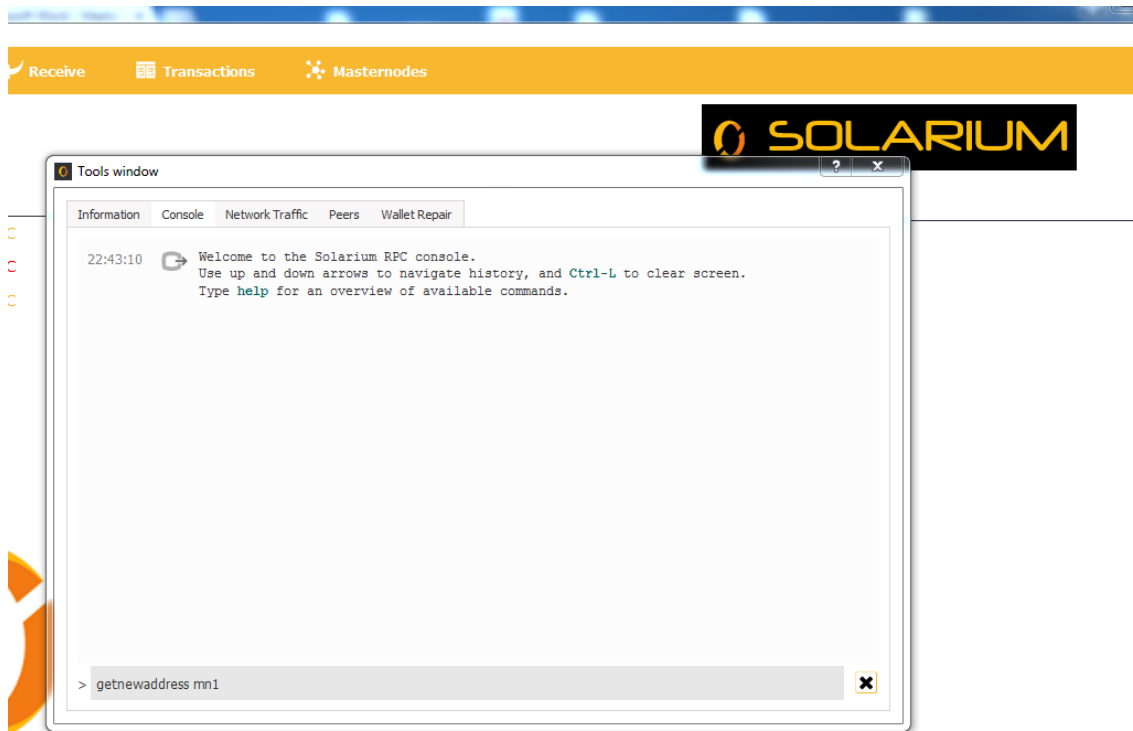 Receive Transactions Masternodes
SOLARIUM
Tools window
? x
Information Console Network Traffic Peers Wallet Repair
22:43:10 Welcome to the Solarium RPC console.
Use up and down arrows to navigate history, and Ctrl-L to clear screen.
Type help for an overview of available commands.
> getnewaddress mn1